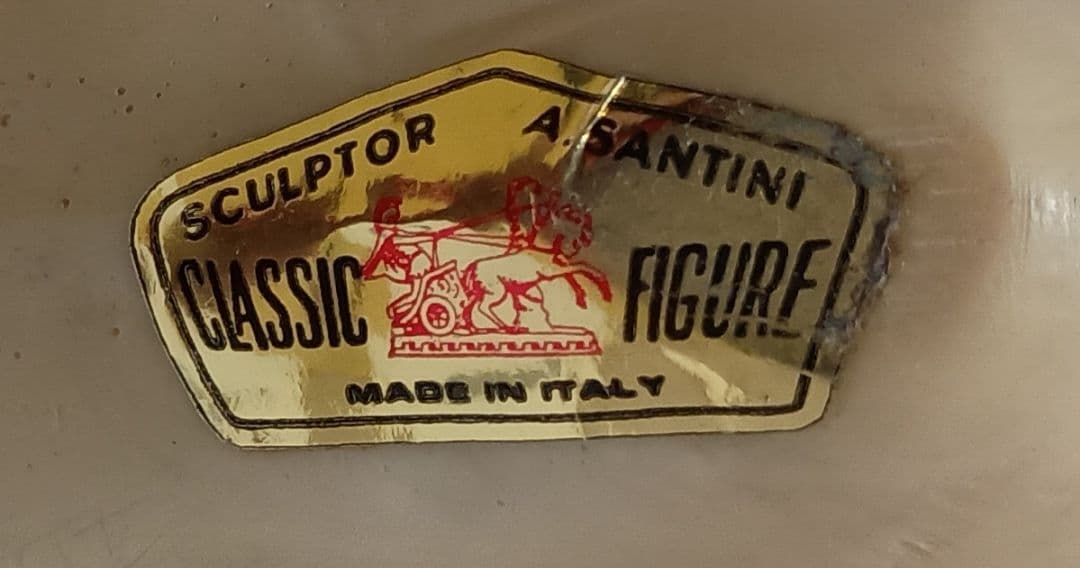 SCULPTOR A. SANTINI
CLASSIC FIGURE
MADE IN ITALY